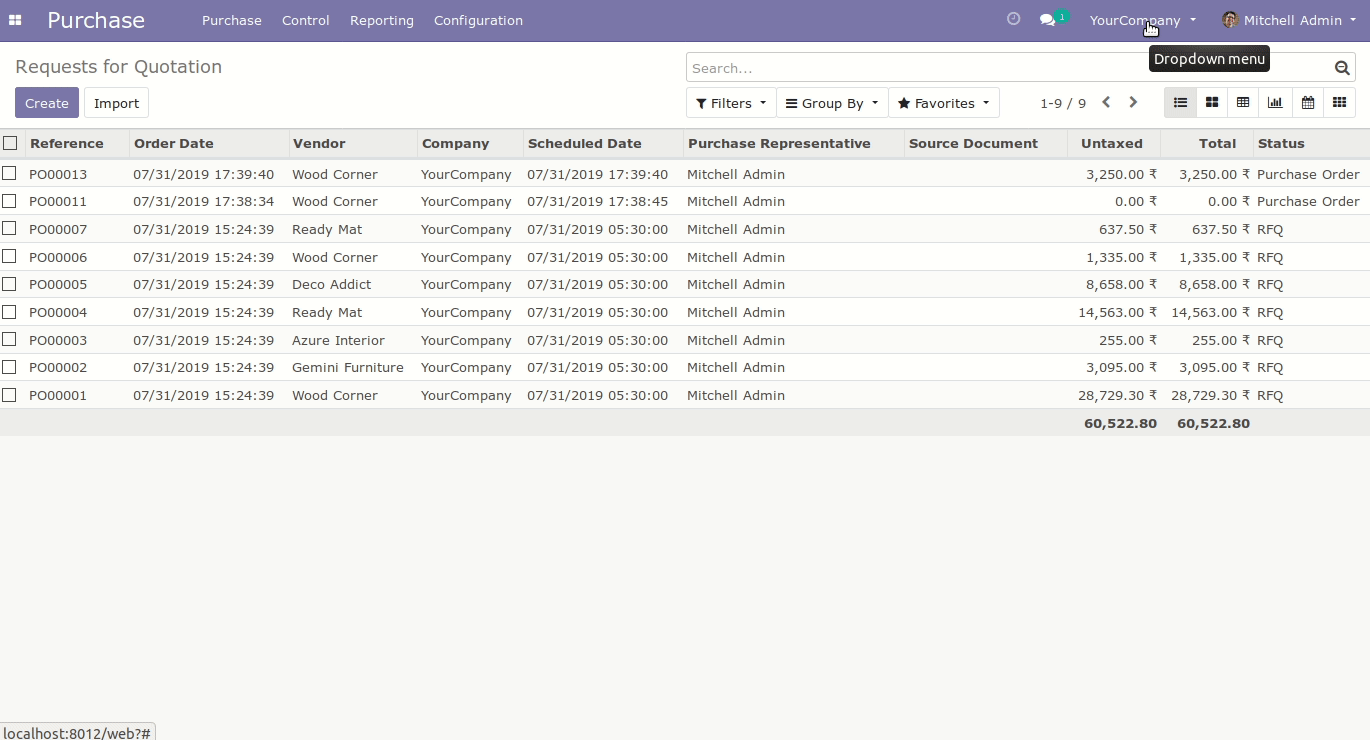 Purchase Purchase Control Reporting Configuration 1 YourCompany Mitchell Admin
Requests for Quotation Search...
Dropdown menu
Create Import Filters Group By Favorites 1-9 / 9
Reference Order Date Vendor Company Scheduled Date Purchase Representative Source Document Untaxed Total Status
PO00013 07/31/2019 17:39:40 Wood Corner YourCompany 07/31/2019 17:39:40 Mitchell Admin 3,250.00 ₹ 3,250.00 ₹ Purchase Order
PO00011 07/31/2019 17:38:34 Wood Corner YourCompany 07/31/2019 17:38:45 Mitchell Admin 0.00 ₹ 0.00 ₹ Purchase Order
PO00007 07/31/2019 15:24:39 Ready Mat YourCompany 07/31/2019 05:30:00 Mitchell Admin 637.50 ₹ 637.50 ₹ RFQ
PO00006 07/31/2019 15:24:39 Wood Corner YourCompany 07/31/2019 05:30:00 Mitchell Admin 1,335.00 ₹ 1,335.00 ₹ RFQ
PO00005 07/31/2019 15:24:39 Deco Addict YourCompany 07/31/2019 05:30:00 Mitchell Admin 8,658.00 ₹ 8,658.00 ₹ RFQ
PO00004 07/31/2019 15:24:39 Ready Mat YourCompany 07/31/2019 05:30:00 Mitchell Admin 14,563.00 ₹ 14,563.00 ₹ RFQ
PO00003 07/31/2019 15:24:39 Azure Interior YourCompany 07/31/2019 05:30:00 Mitchell Admin 255.00 ₹ 255.00 ₹ RFQ
PO00002 07/31/2019 15:24:39 Gemini Furniture YourCompany 07/31/2019 05:30:00 Mitchell Admin 3,095.00 ₹ 3,095.00 ₹ RFQ
PO00001 07/31/2019 15:24:39 Wood Corner YourCompany 07/31/2019 05:30:00 Mitchell Admin 28,729.30 ₹ 28,729.30 ₹ RFQ
60,522.80 60,522.80
localhost:8012/web?#